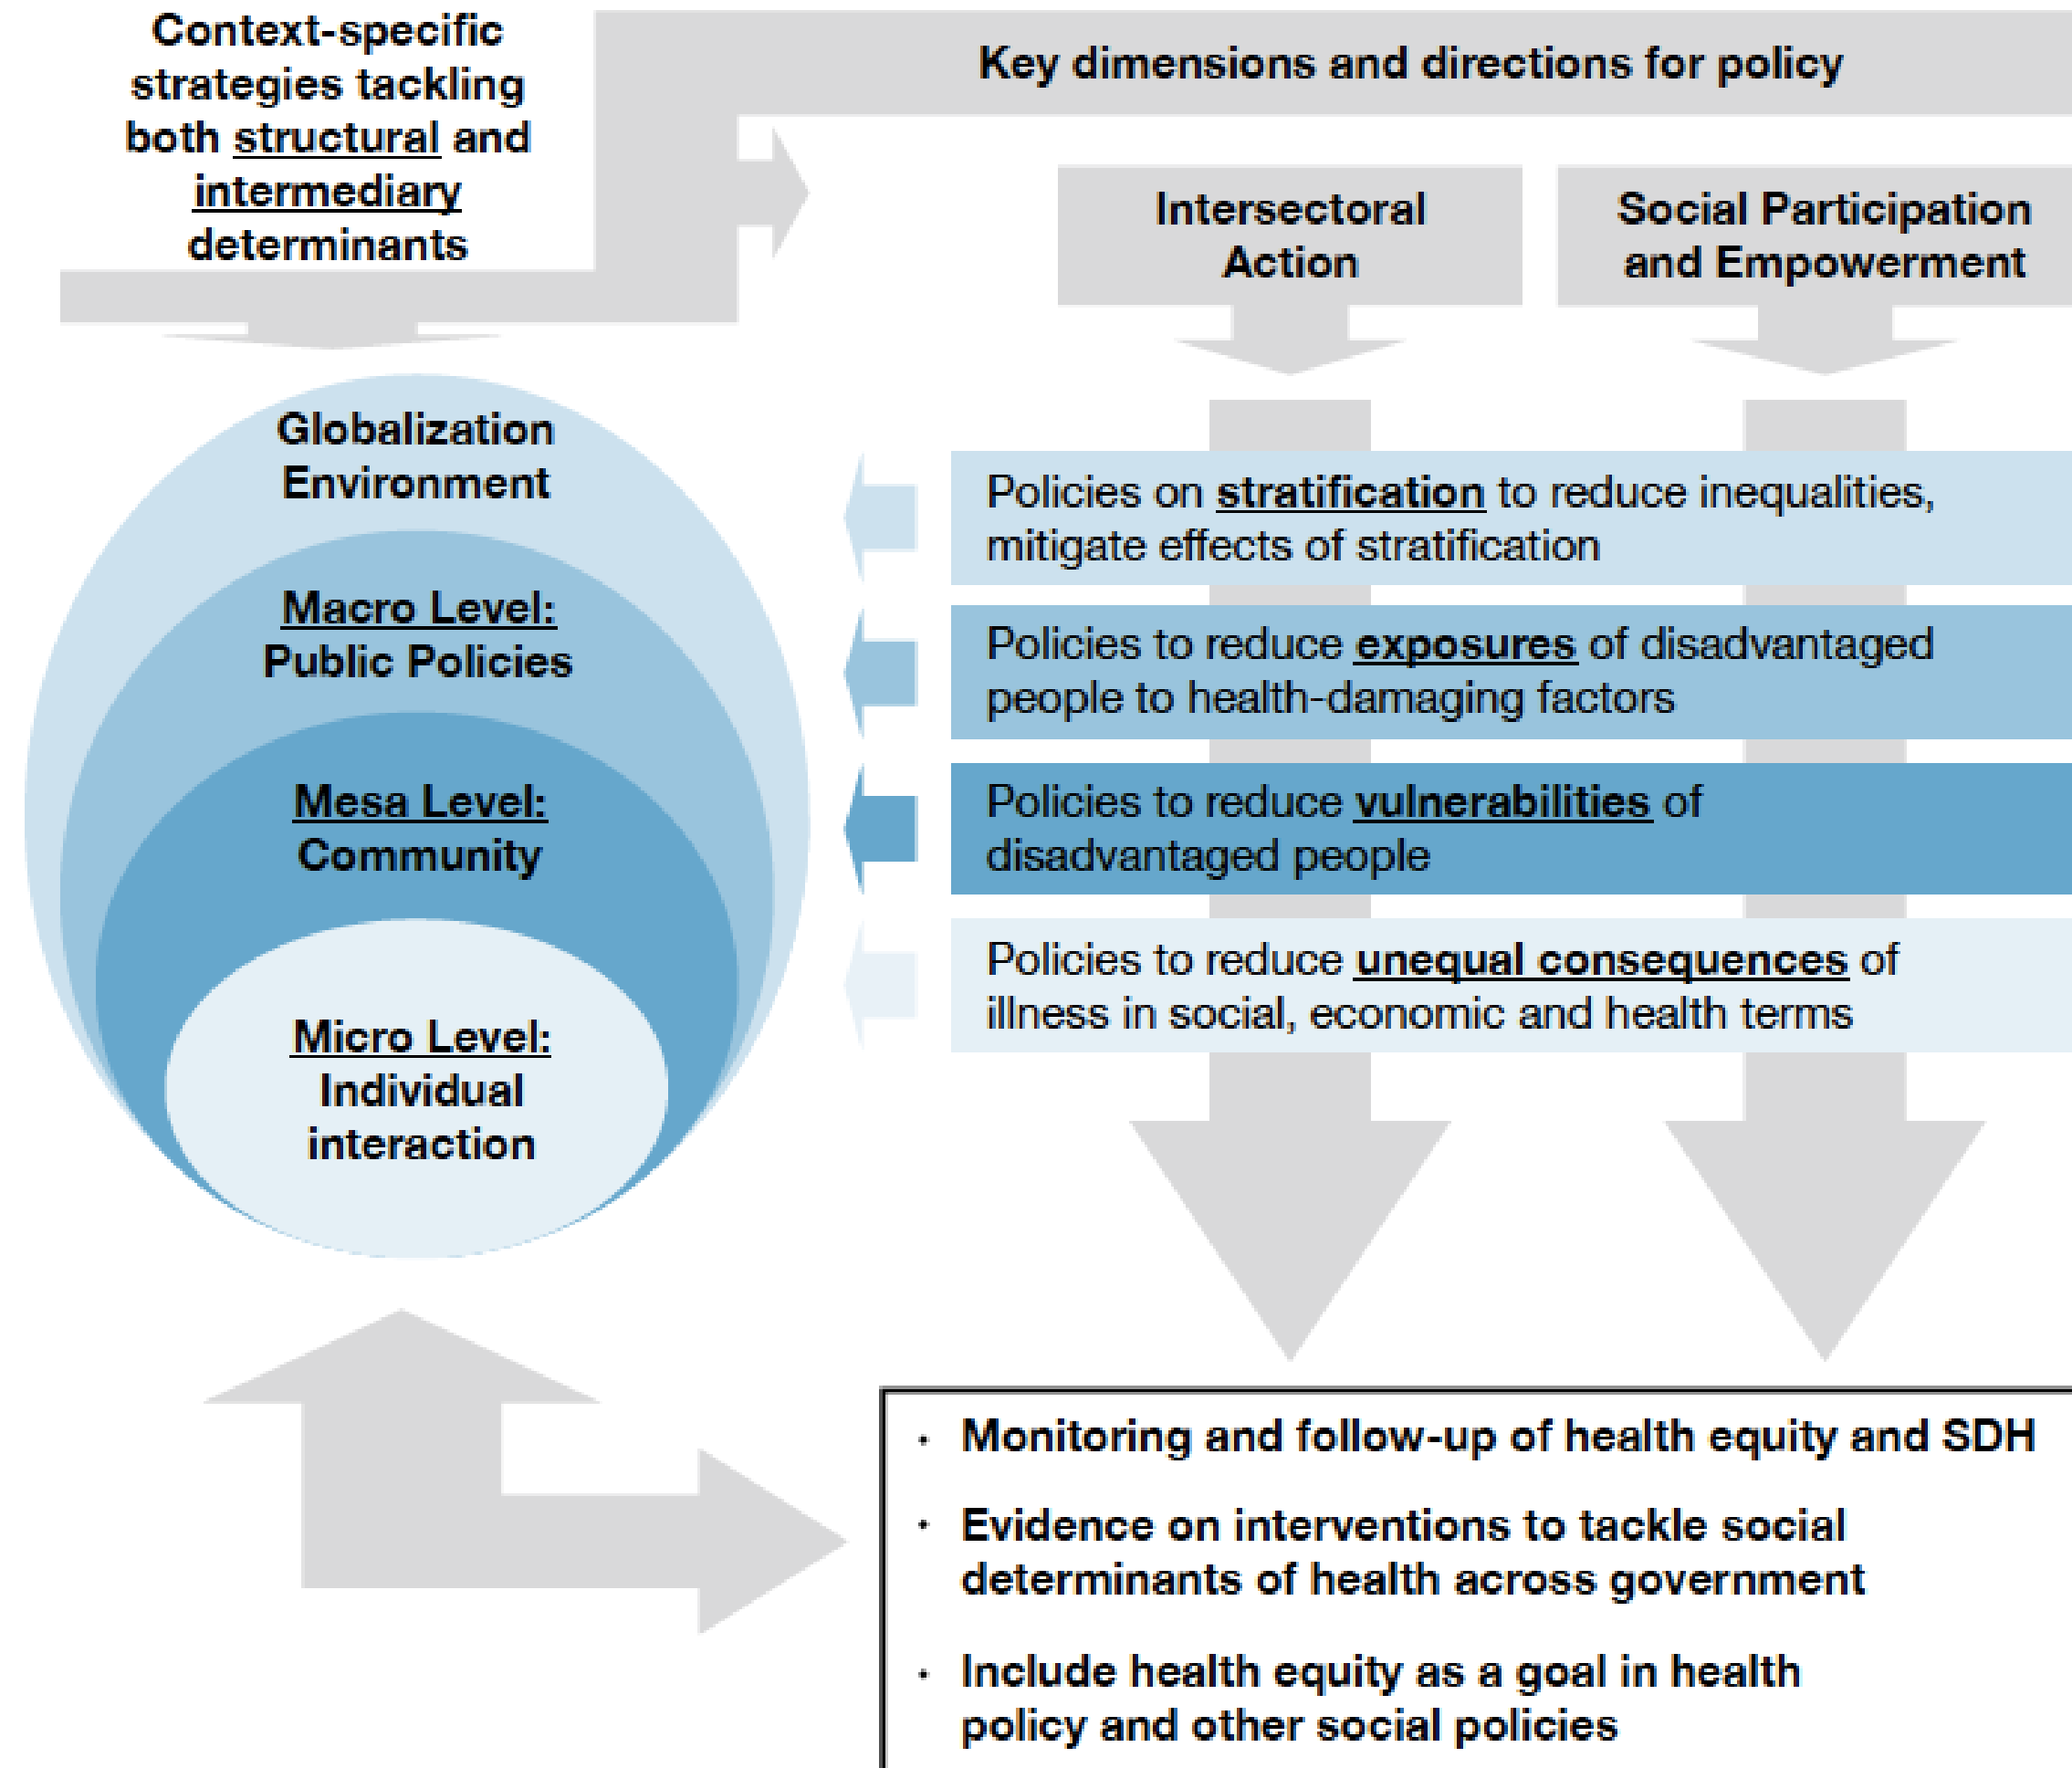 Context-specific
strategies tackling
both structural and
intermediary
determinants
Key dimensions and directions for policy
Intersectoral
Action
Social Participation
and Empowerment
Globalization
Environment
Macro Level:
Public Policies
Mesa Level:
Community
Micro Level:
Individual
interaction
Policies on stratification to reduce inequalities,
mitigate effects of stratification
Policies to reduce exposures of disadvantaged
people to health-damaging factors
Policies to reduce vulnerabilities of
disadvantaged people
Policies to reduce unequal consequences of
illness in social, economic and health terms
· Monitoring and follow-up of health equity and SDH
· Evidence on interventions to tackle social
determinants of health across government
· Include health equity as a goal in health
policy and other social policies